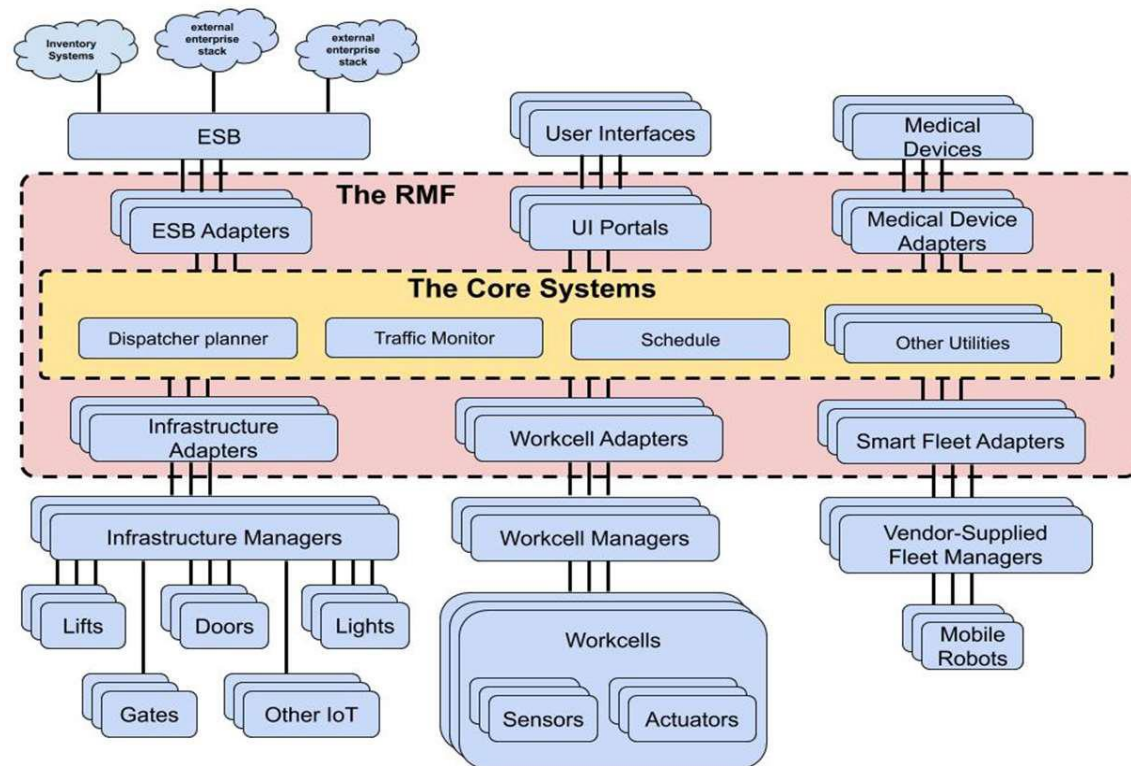 Inventory
Systems
external
enterprise
stack
external
enterprise
stack
ESB
User Interfaces
Medical
Devices
The RMF
ESB Adapters
UI Portals
Medical Device
Adapters
The Core Systems
Dispatcher planner
Traffic Monitor
Schedule
Other Utilities
Infrastructure
Adapters
Workcell Adapters
Smart Fleet Adapters
Infrastructure Managers
Workcell Managers
Vendor-Supplied
Fleet Managers
Lifts
Doors
Lights
Workcells
Mobile
Robots
Gates
Other IoT
Sensors
Actuators